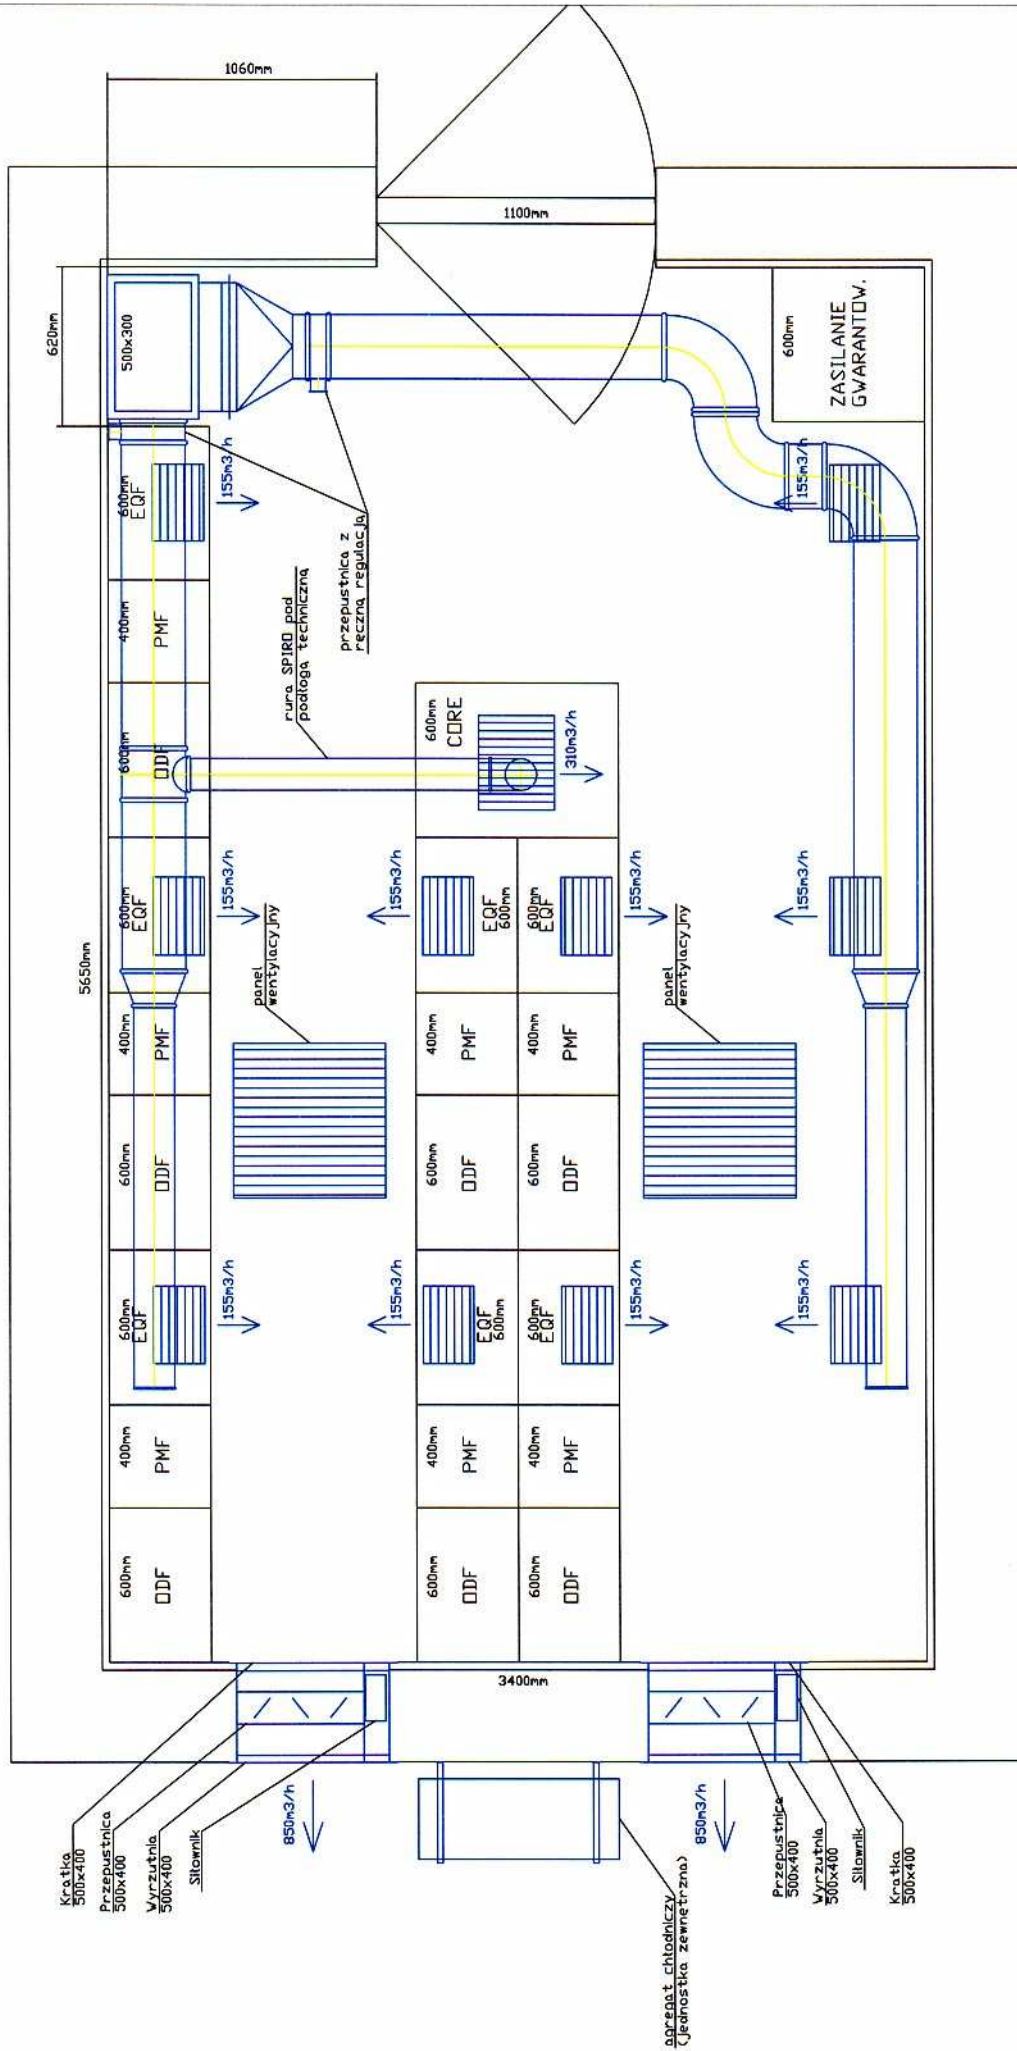 1060mm
1100mm
620mm
500x300
600mm
ZASILANIE
GWARANTOW.
600mm
EQF
155m3/h
155m3/h
przepustnica z
ręczną regulacją
400mm
PMF
rura SPIRO pod
podłogą techniczną
600mm
ODF
600mm
CORE
310m3/h
5650mm
600mm
EQF
155m3/h
155m3/h
EQF
600mm
600mm
EQF
155m3/h
155m3/h
panel
wentylacyjny
panel
wentylacyjny
400mm
PMF
400mm
PMF
400mm
PMF
600mm
ODF
600mm
ODF
600mm
ODF
600mm
EQF
155m3/h
155m3/h
EQF
600mm
600mm
EQF
155m3/h
155m3/h
400mm
PMF
400mm
PMF
400mm
PMF
600mm
ODF
600mm
ODF
600mm
ODF
3400mm
850m3/h
850m3/h
Kratka
500x400
Przepustnica
500x400
Wyrzutnia
500x400
Siłownik
Przepustnica
500x400
Wyrzutnia
500x400
Siłownik
Kratka
500x400
agregat chłodniczy
(jednostka zewnętrzna)